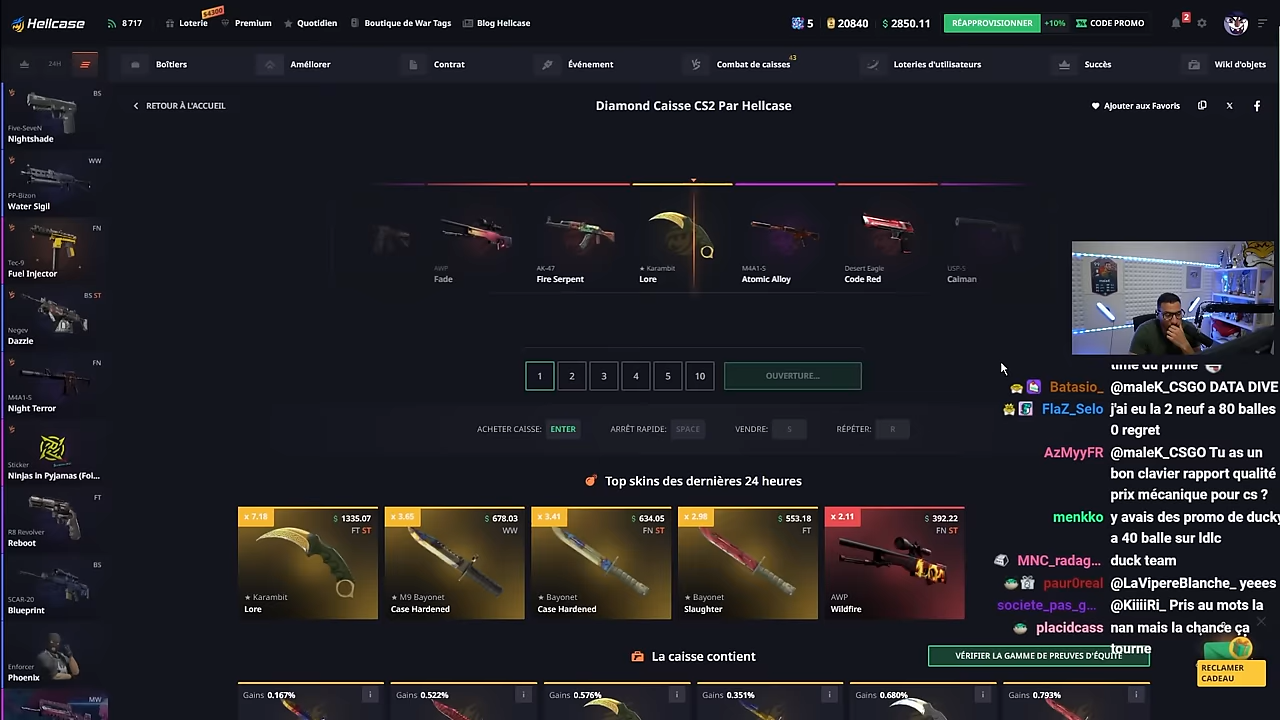 Hellcase
8 717
$4300
Loterie
Premium
Quotidien
Boutique de War Tags
Blog Hellcase
5
20840
$ 2850.11
RÉAPPROVISIONNER
+10%
CODE PROMO
2
24H
Boîtiers
Améliorer
Contrat
Événement
Combat de caisses
43
Loteries d'utilisateurs
Succès
Wiki d'objets
RETOUR À L'ACCUEIL
Diamond Caisse CS2 Par Hellcase
Ajouter aux Favoris
BS
Five-SeveN
Nightshade
WW
PP-Bizon
Water Sigil
FN
Tec-9
Fuel Injector
BS ST
Negev
Dazzle
FN
M4A1-S
Night Terror
Sticker
Ninjas in Pyjamas (Foi...
FT
R8 Revolver
Reboot
BS
SCAR-20
Blueprint
Enforcer
Phoenix
MW
AWP
Fade
AK-47
Fire Serpent
★ Karambit
Lore
M4A1-S
Atomic Alloy
Desert Eagle
Code Red
USP-S
Caiman
1
2
3
4
5
10
OUVERTURE...
ACHETER CAISSE: ENTER
ARRÊT RAPIDE: SPACE
VENDRE: S
RÉPÉTER: R
Top skins des dernières 24 heures
x 7.18
$ 1335.07
FT ST
★ Karambit
Lore
x 3.65
$ 678.03
WW
★ M9 Bayonet
Case Hardened
x 3.41
$ 634.05
FN ST
★ Bayonet
Case Hardened
x 2.98
$ 553.18
FT
★ Bayonet
Slaughter
x 2.11
$ 392.22
FN ST
AWP
Wildfire
La caisse contient
VÉRIFIER LA GAMME DE PREUVES D'ÉQUITÉ
Gains 0.167%
Gains 0.522%
Gains 0.576%
Gains 0.351%
Gains 0.680%
Gains 0.793%
time du prime
Batasio_ @maleK_CSGO DATA DIVE
FlaZ_Selo j'ai eu la 2 neuf a 80 balles
0 regret
AzMyyFR @maleK_CSGO Tu as un
bon clavier rapport qualité
prix mécanique pour cs ?
menkko y avais des promo de ducky
a 40 balle sur ldlc
MNC_radag... duck team
paur0real @LaVipereBlanche_ yeees
societe_pas_g... @KiiiiRi_ Pris au mots la
placidcass nan mais la chance ça
tourne
RECLAMER
CADEAU